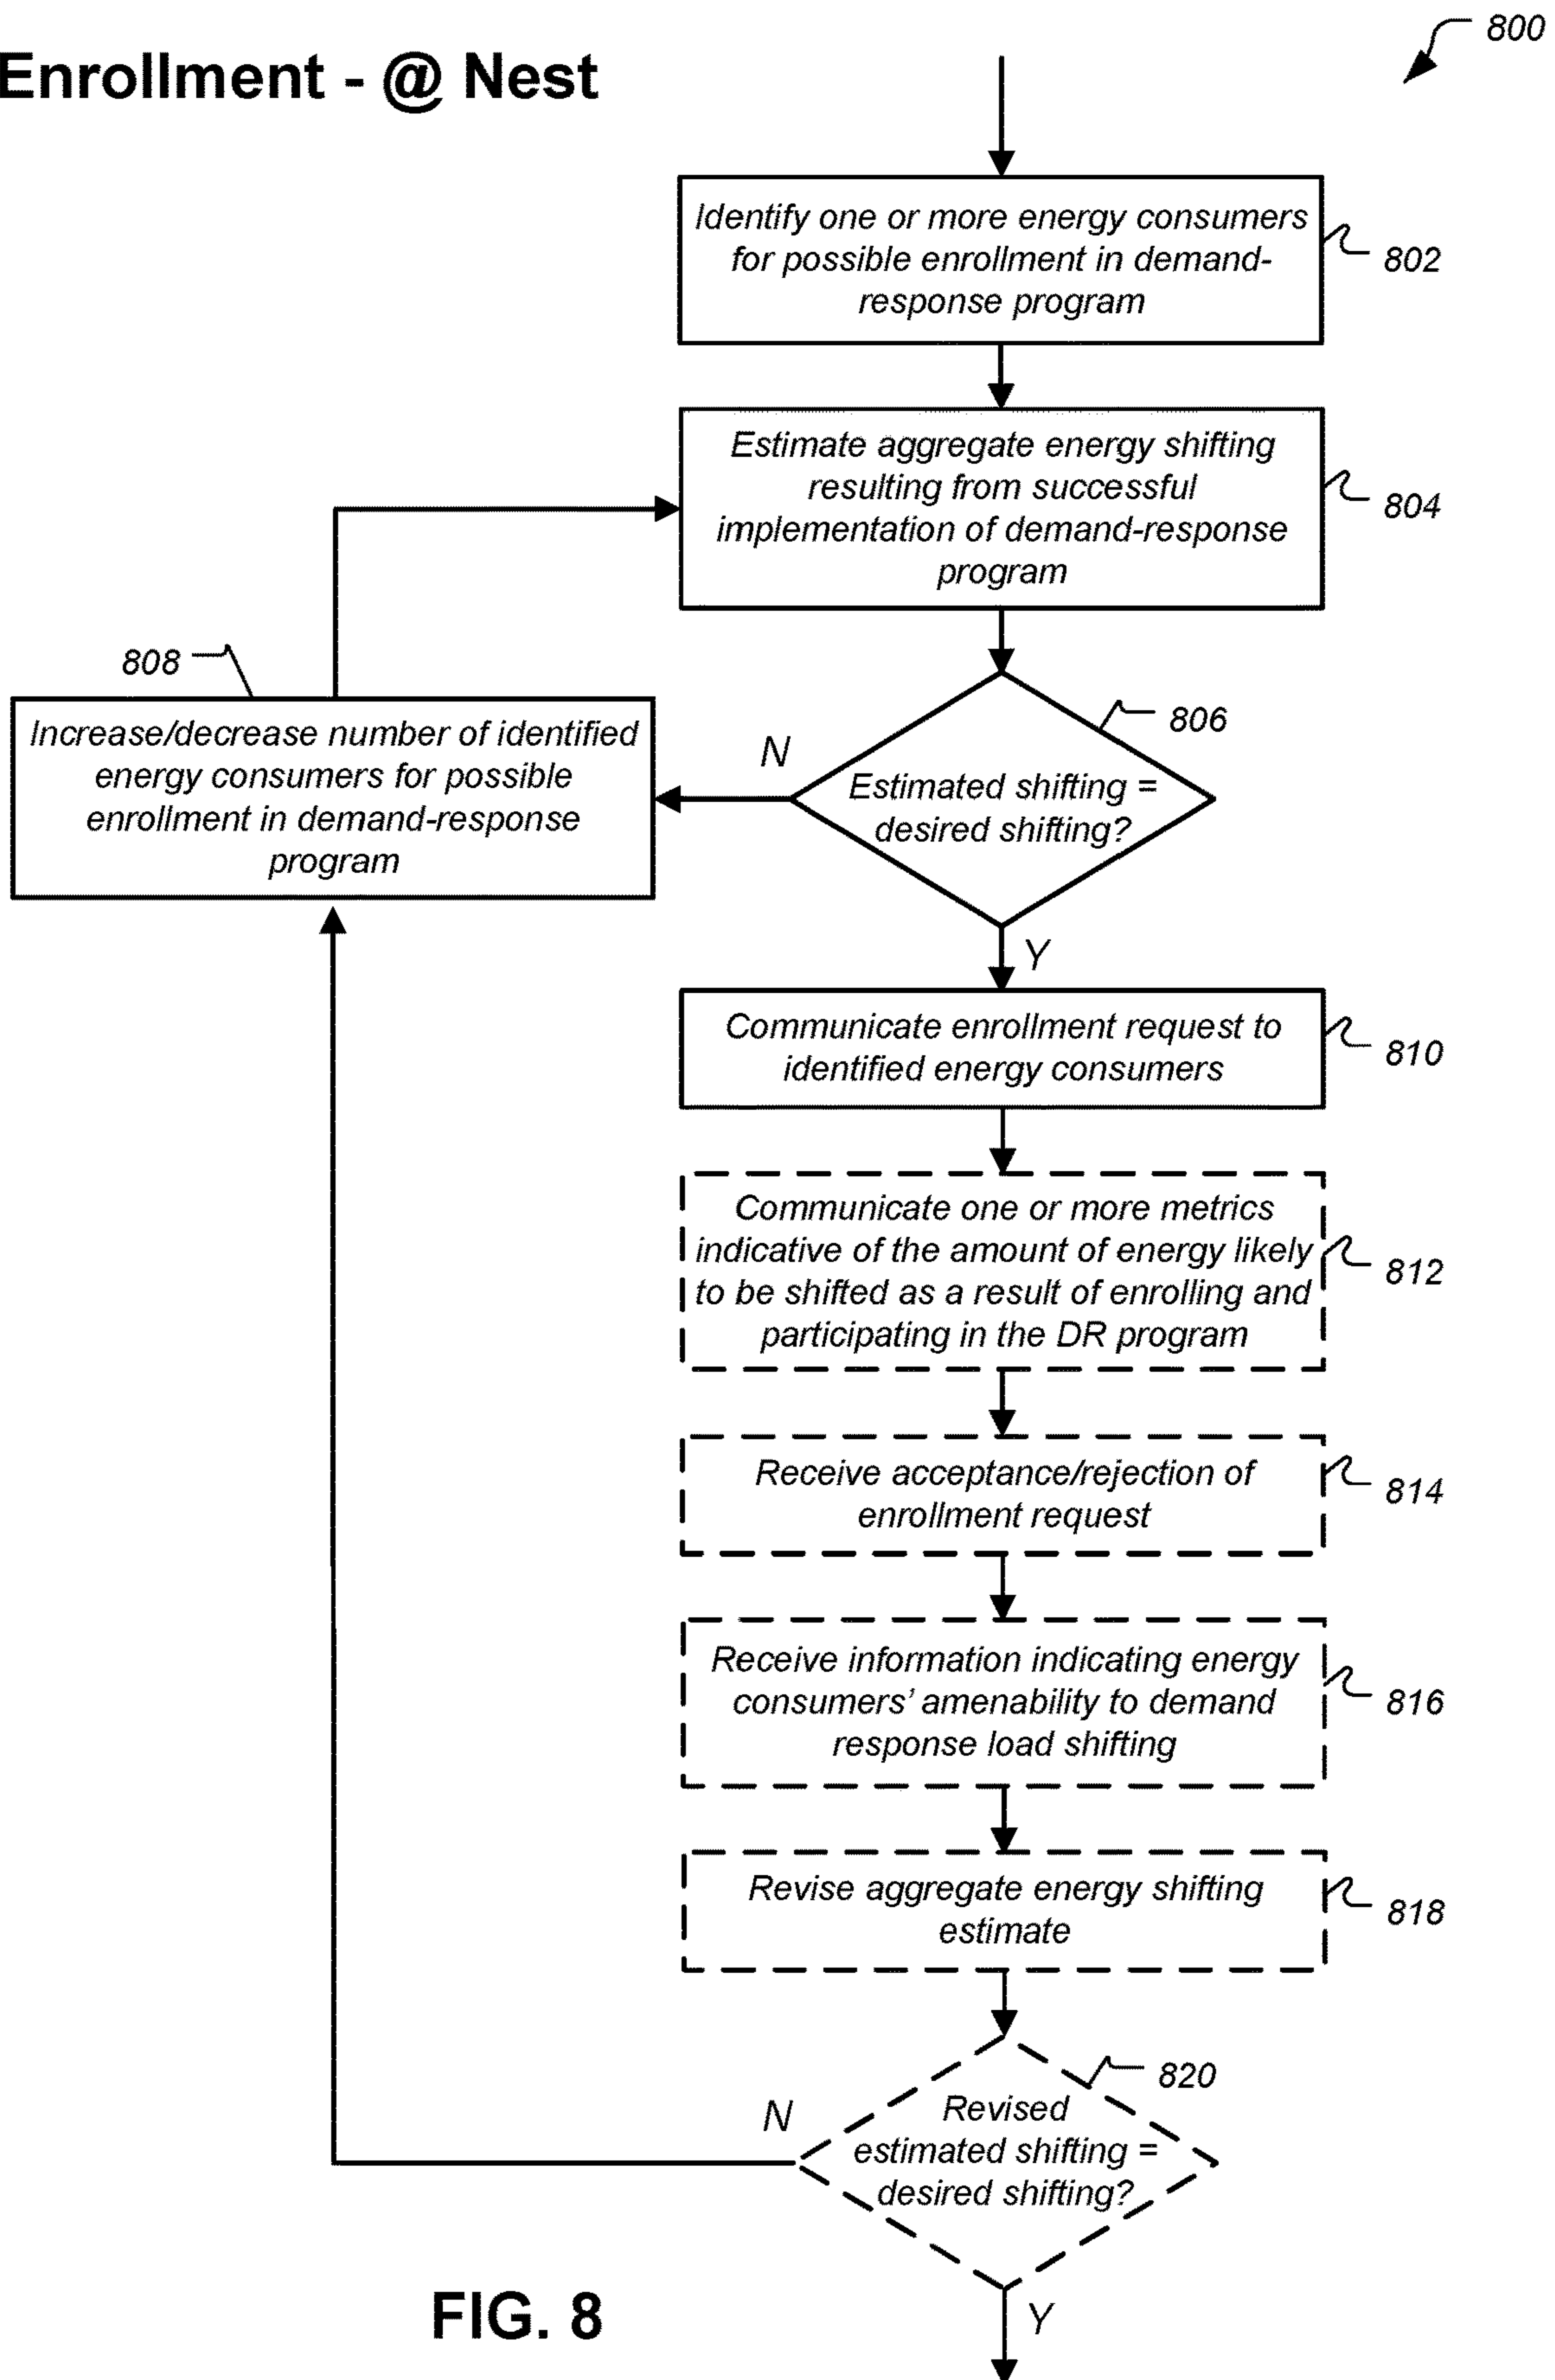 Enrollment - @ Nest
800
Identify one or more energy consumers
for possible enrollment in demand-
response program
802
Estimate aggregate energy shifting
resulting from successful
implementation of demand-response
program
804
808
Increase/decrease number of identified
energy consumers for possible
enrollment in demand-response
program
N
806
Estimated shifting =
desired shifting?
Y
Communicate enrollment request to
identified energy consumers
810
Communicate one or more metrics
indicative of the amount of energy likely
to be shifted as a result of enrolling and
participating in the DR program
812
Receive acceptance/rejection of
enrollment request
814
Receive information indicating energy
consumers' amenability to demand
response load shifting
816
Revise aggregate energy shifting
estimate
818
820
N
Revised
estimated shifting =
desired shifting?
Y
FIG. 8